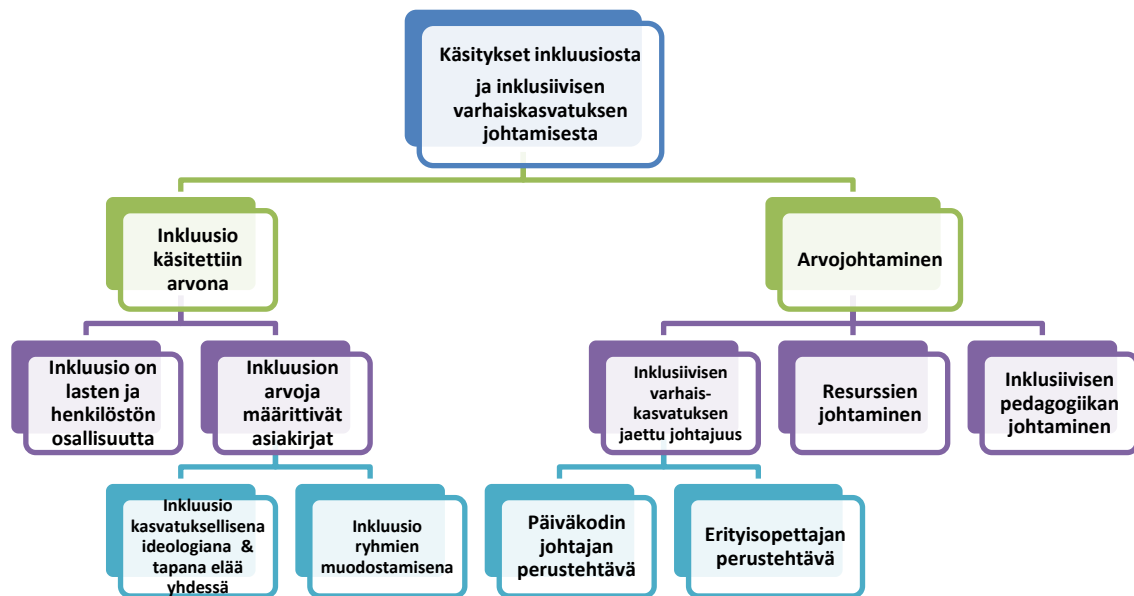 Käsitykset inkluusiosta
ja inklusiivisen
varhaiskasvatuksen
johtamisesta
Inkluusio
käsitettiin
arvona
Arvojohtaminen
Inkluusio on
lasten ja
henkilöstön
osallisuutta
Inkluusion
arvoja
määrittivät
asiakirjat
Inklusiivisen
varhais-
kasvatuksen
jaettu johtajuus
Resurssien
johtaminen
Inklusiivisen
pedagogiikan
johtaminen
Inkluusio
kasvatuksellisena
ideologiana & 
tapana elää
yhdessä
Inkluusio
ryhmien
muodostamisena
Päiväkodin
johtajan
perustehtävä
Erityisopettajan
perustehtävä